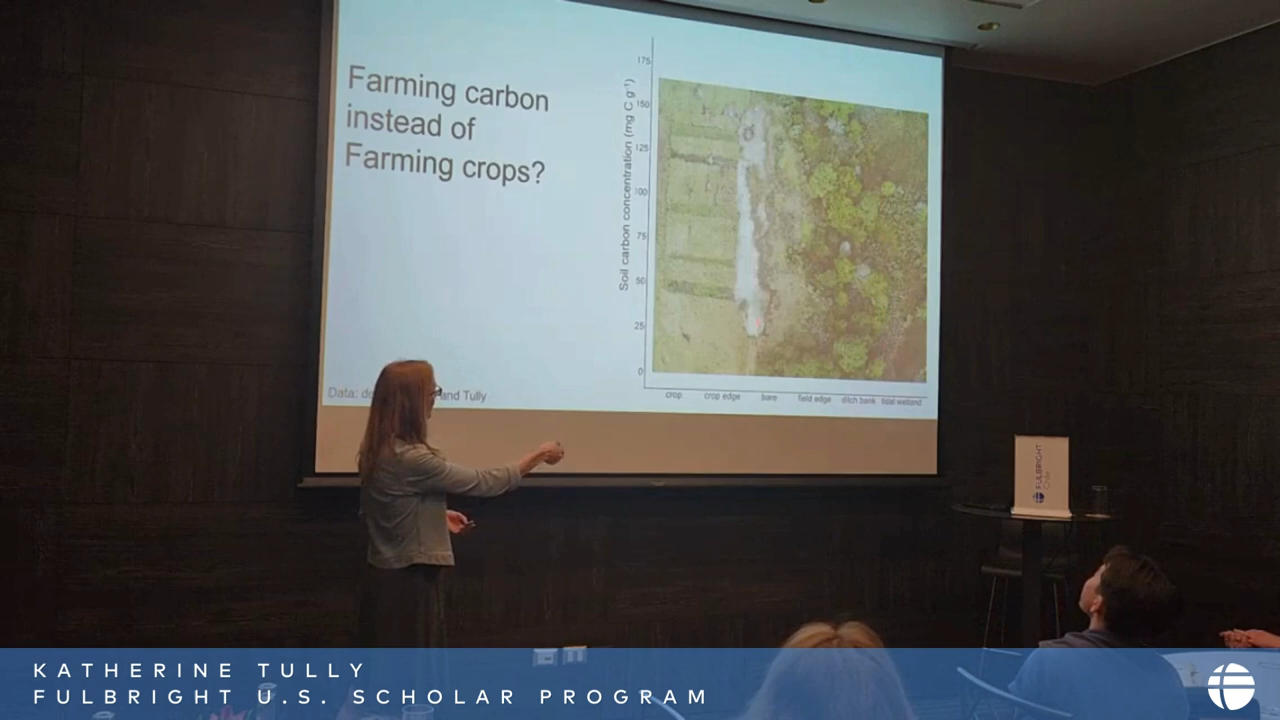 Farming carbon
instead of
Farming crops?
Soil carbon concentration (mg C g⁻¹)
175
150
125
100
75
50
25
0
crop crop edge bare field edge ditch bank tidal wetland
Data: and Tully
FULBRIGHT
KATHERINE TULLY
FULBRIGHT U.S. SCHOLAR PROGRAM